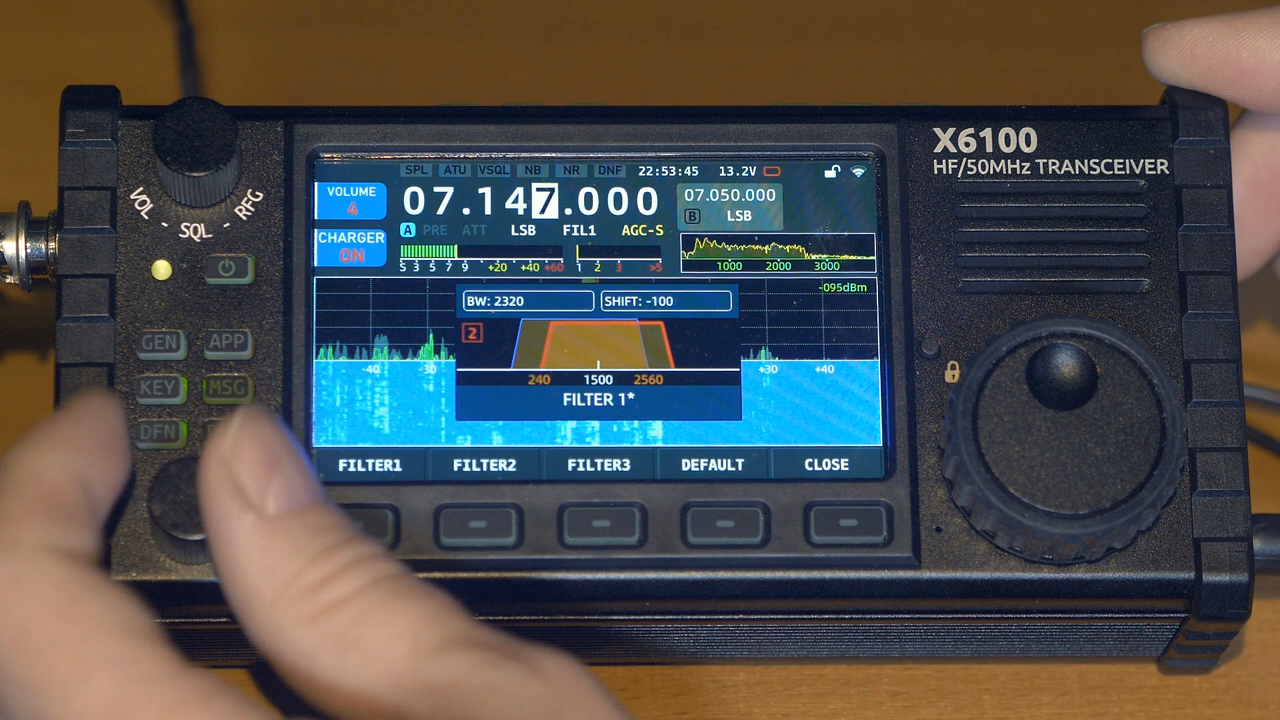 X6100
HF/50MHz TRANSCEIVER
VOL - SQL - RFG
SPL ATU VSQL NB NR DNF 22:53:45 13.2V
VOLUME
4
07.147.000
07.050.000
B LSB
A PRE ATT LSB FIL1 AGC-S
CHARGER
ON
S 3 5 7 9 +20 +40 +60 1 2 3 >5
1000 2000 3000
-095dBm
BW: 2320 SHIFT: -100
2
-40 -30 +30 +40
240 1500 2560
FILTER 1*
FILTER1 FILTER2 FILTER3 DEFAULT CLOSE
GEN APP
KEY MSG
DFN